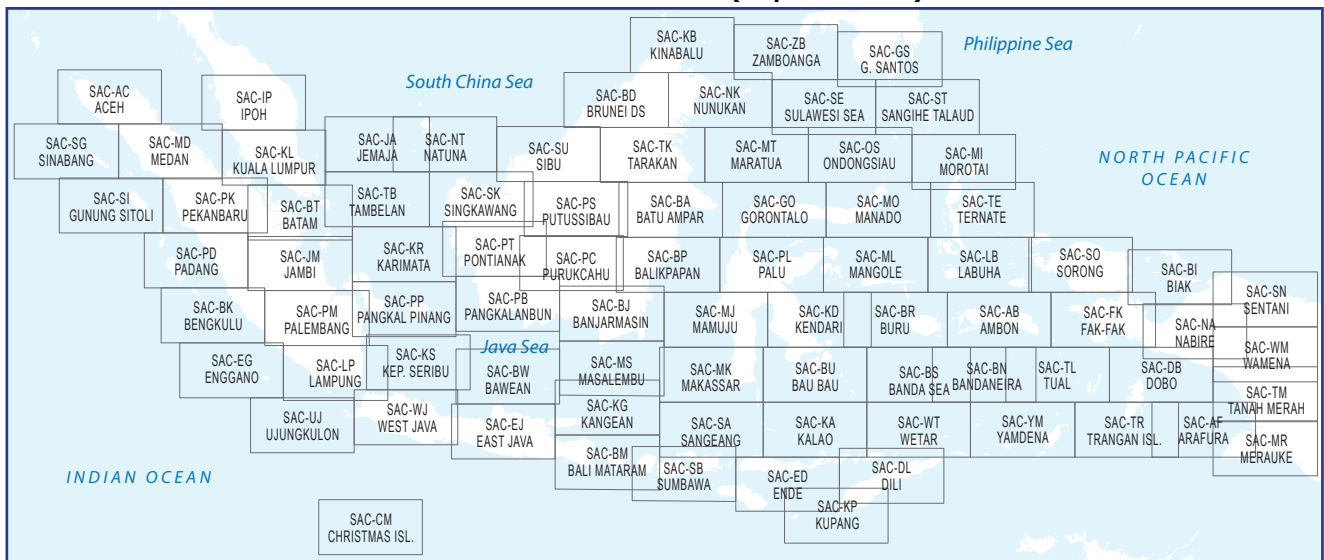 SAC-KB
KINABALU
SAC-ZB
ZAMBOANGA
SAC-GS
G. SANTOS
Philippine Sea
South China Sea
SAC-AC
ACEH
SAC-IP
IPOH
SAC-BD
BRUNEI DS
SAC-NK
NUNUKAN
SAC-SE
SULAWESI SEA
SAC-ST
SANGIHE TALAUD
SAC-SG
SINABANG
SAC-MD
MEDAN
SAC-KL
KUALA LUMPUR
SAC-JA
JEMAJA
SAC-NT
NATUNA
SAC-SU
SIBU
SAC-TK
TARAKAN
SAC-MT
MARATUA
SAC-OS
ONDONGSIAU
SAC-MI
MOROTAI
NORTH PACIFIC
OCEAN
SAC-SI
GUNUNG SITOLI
SAC-PK
PEKANBARU
SAC-BT
BATAM
SAC-TB
TAMBELAN
SAC-SK
SINGKAWANG
SAC-PS
PUTUSSIBAU
SAC-BA
BATU AMPAR
SAC-GO
GORONTALO
SAC-MO
MANADO
SAC-TE
TERNATE
SAC-PD
PADANG
SAC-JM
JAMBI
SAC-KR
KARIMATA
SAC-PT
PONTIANAK
SAC-PC
PURUKCAHU
SAC-BP
BALIKPAPAN
SAC-PL
PALU
SAC-ML
MANGOLE
SAC-LB
LABUHA
SAC-SO
SORONG
SAC-BI
BIAK
SAC-SN
SENTANI
SAC-BK
BENGKULU
SAC-PM
PALEMBANG
SAC-PP
PANGKAL PINANG
SAC-PB
PANGKALANBUN
SAC-BJ
BANJARMASIN
SAC-MJ
MAMUJU
SAC-KD
KENDARI
SAC-BR
BURU
SAC-AB
AMBON
SAC-FK
FAK-FAK
SAC-NA
NABIRE
SAC-WM
WAMENA
SAC-EG
ENGGANO
SAC-LP
LAMPUNG
SAC-KS
KEP. SERIBU
Java Sea
SAC-BW
BAWEAN
SAC-MS
MASALEMBU
SAC-MK
MAKASSAR
SAC-BU
BAU BAU
SAC-BS
BANDA SEA
SAC-BN
BANDANEIRA
SAC-TL
TUAL
SAC-DB
DOBO
SAC-TM
TANAH MERAH
SAC-UJ
UJUNGKULON
SAC-WJ
WEST JAVA
SAC-EJ
EAST JAVA
SAC-KG
KANGEAN
SAC-SA
SANGEANG
SAC-KA
KALAO
SAC-WT
WETAR
SAC-YM
YAMDENA
SAC-TR
TRANGAN ISL.
SAC-AF
ARAFURA
SAC-MR
MERAUKE
INDIAN OCEAN
SAC-BM
BALI MATARAM
SAC-SB
SUMBAWA
SAC-ED
ENDE
SAC-DL
DILI
SAC-KP
KUPANG
SAC-CM
CHRISTMAS ISL.